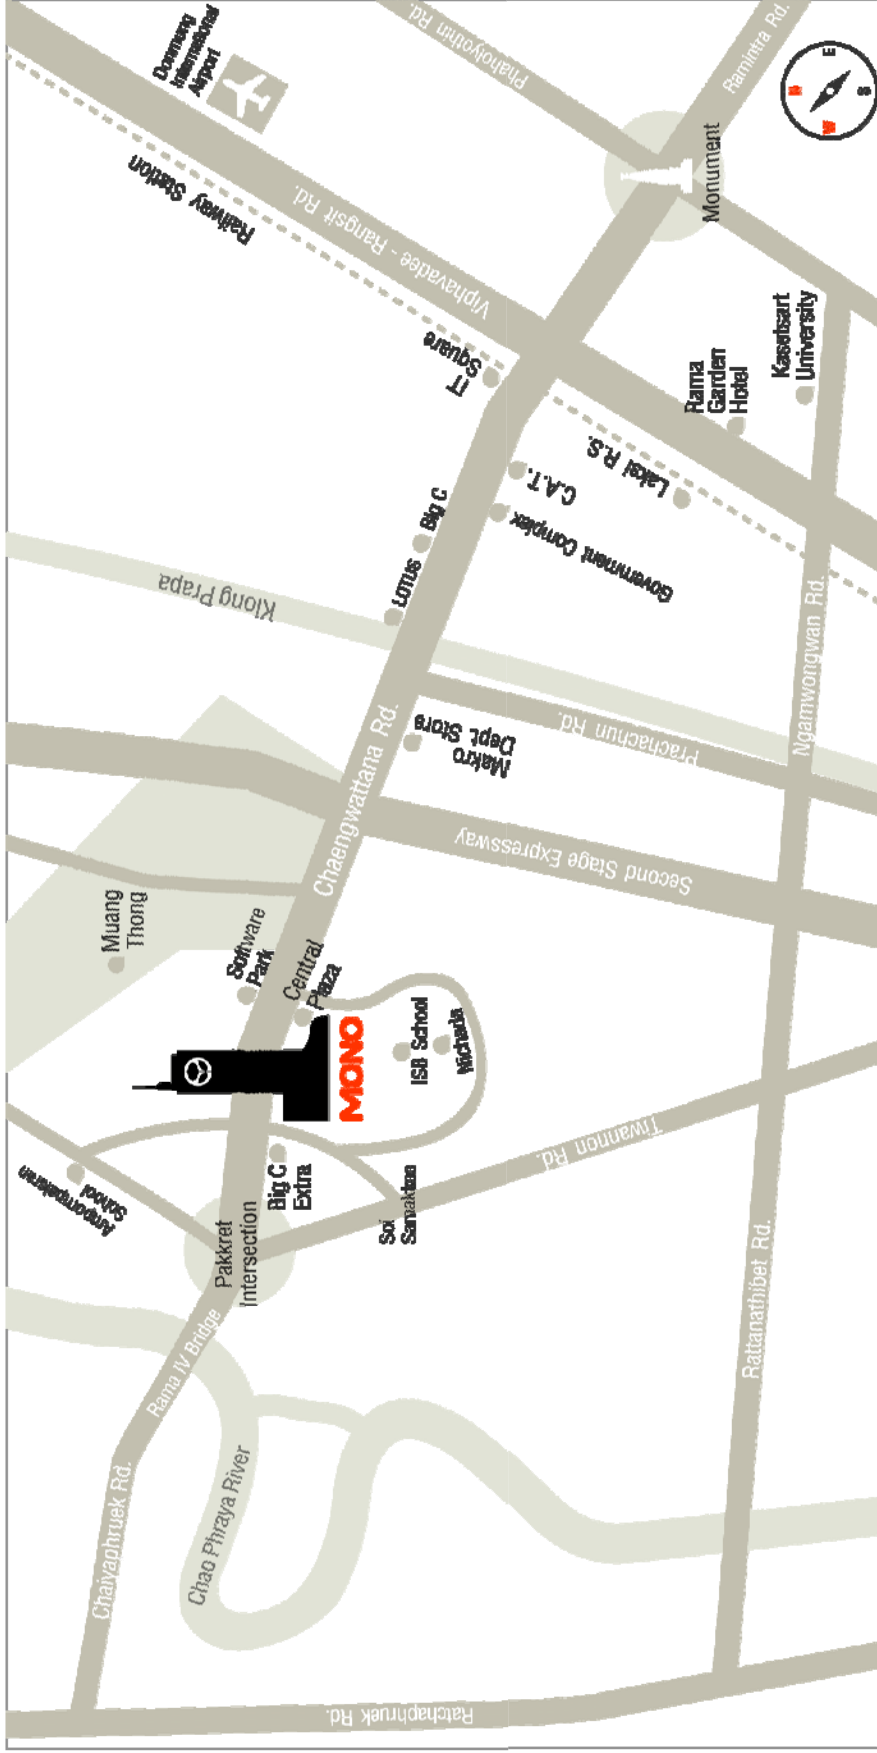 Donmuang
International
Airport
Phaholyothin Rd.
Ramintra Rd.
N
E
S
W
Railway Station
Viphavadee - Rangsit Rd.
Monument
IT
Square
Rama
Garden
Hotel
Kasetsart
University
Laksi R.S.
C.A.T.
Government Complex
Big C
LOTUS
Klong Prapa
Ngamwongwan Rd.
Prachachun Rd.
Makro
Dept. Store
Chaengwattana Rd.
Second Stage Expressway
Muang
Thong
Software
Park
Central
Plaza
MONO
ISB School
Nichada
Tiwannon Rd.
School
Big C
Extra
Soi
Samakkee
Pakkret
Intersection
Rama IV Bridge
Rattanathibet Rd.
Chaiyaphruek Rd.
Chao Phraya River
Ratchaphruek Rd.